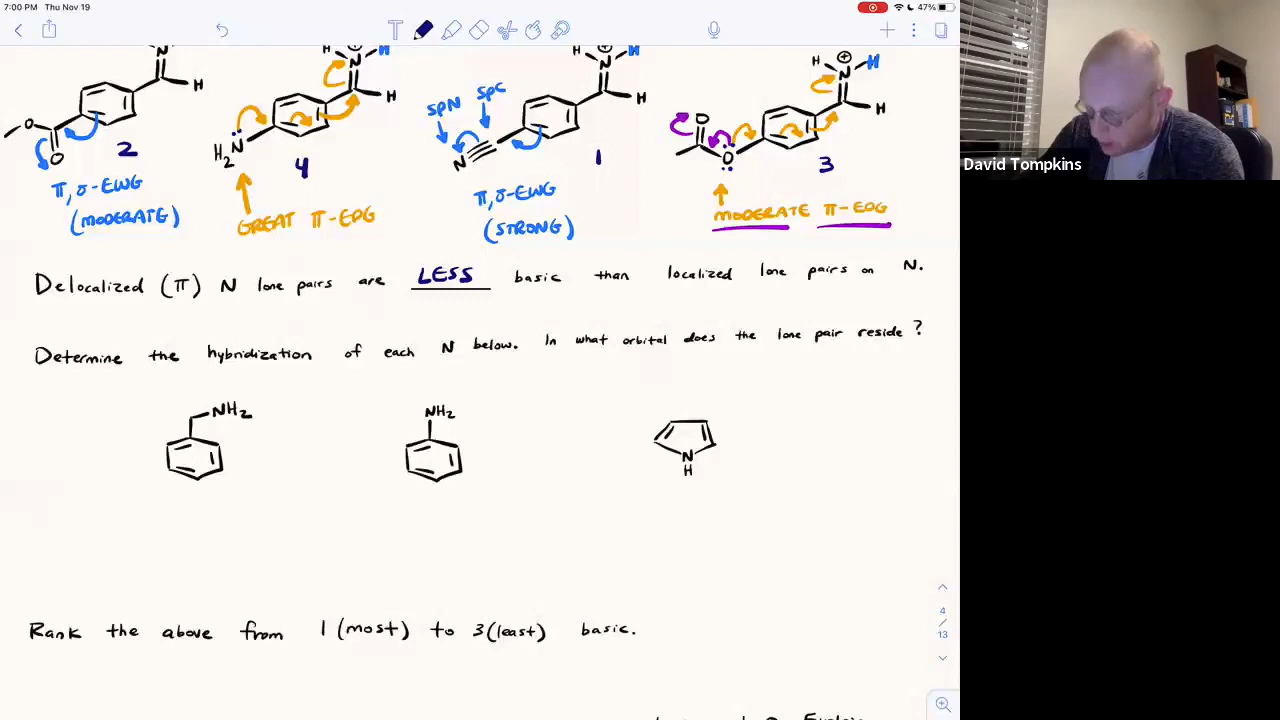 7:00 PM Thu Nov 19
47%
N
H
O
O
2
π, σ-EWG
(MODERATE)
H
N
H
H
H2N
4
GREAT π-EDG
spN
spC
N
H
H
N
1
π, σ-EWG
(STRONG)
H
N
H
H
O
O
3
MODERATE π-EDG
David Tompkins
Delocalized (π) N lone pairs are LESS basic than localized lone pairs on N.
Determine the hybridization of each N below. In what orbital does the lone pair reside?
NH2
NH2
N
H
Rank the above from 1 (most) to 3 (least) basic.
4
/
13